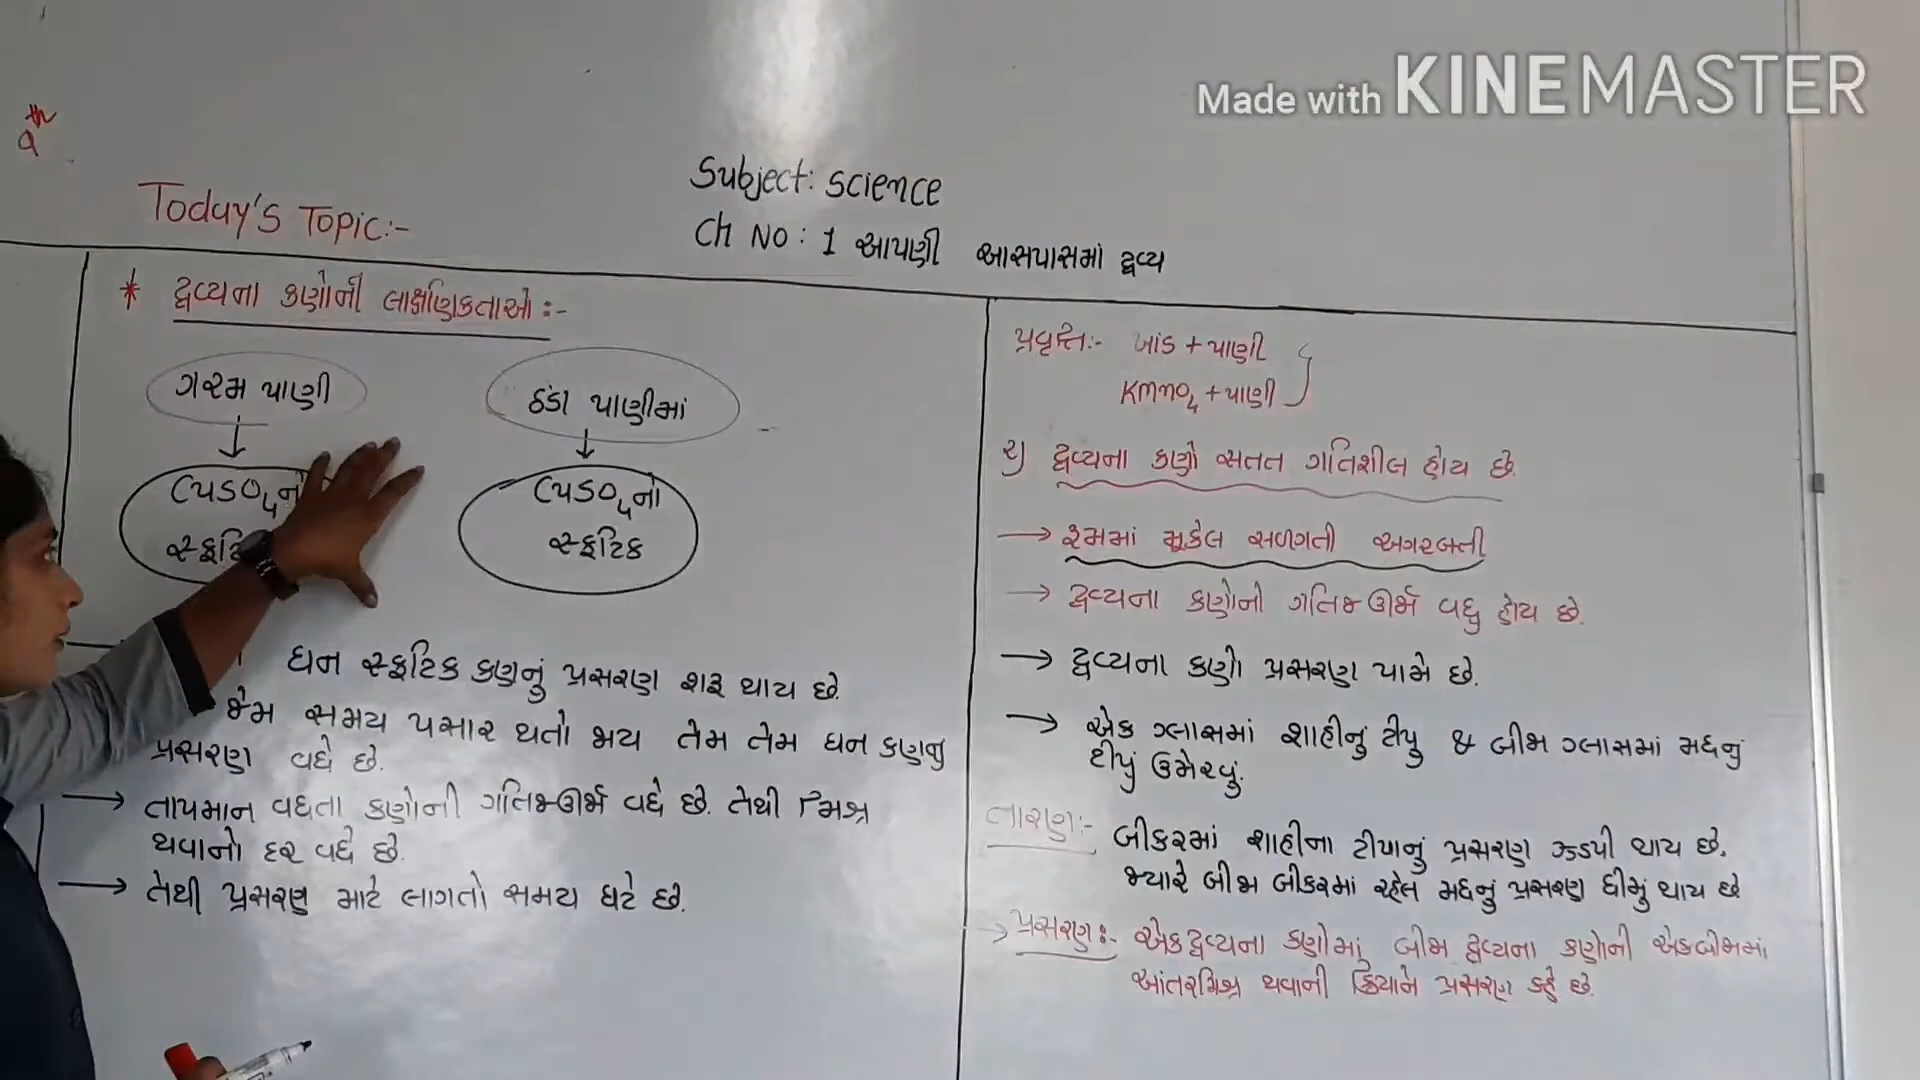 Made with KINEMASTER
9th
Subject: Science
Today's Topic:-
Ch No: 1 આપણી આસપાસમાં દ્રવ્ય
* દ્રવ્યના કણોની લાક્ષણિકતાઓ :-
ગરમ પાણી
ઠંડા પાણીમાં
CuSO4નો
CuSO4નો
સ્ફટિક
ઘન સ્ફટિક કણનું પ્રસરણ શરૂ થાય છે.
જેમ સમય પસાર થતો જાય તેમ તેમ ઘન કણનુ
પ્રસરણ વધે છે.
→ તાપમાન વધતા કણોની ગતિજઊર્જા વધે છે. તેથી મિશ્ર
થવાનો દર વધે છે.
→ તેથી પ્રસરણ માટે લાગતો સમય ઘટે છે.
પ્રવૃત્તિ:- ખાંડ + પાણી
KMnO4 + પાણી
૨) દ્રવ્યના કણો સતત ગતિશીલ હોય છે.
→ રૂમમાં મૂકેલ સળગતી અગરબત્તી
→ દ્રવ્યના કણોની ગતિજઊર્જા વધુ હોય છે.
→ દ્રવ્યના કણો પ્રસરણ પામે છે.
→ એક ગ્લાસમાં શાહીનું ટીપુ & બીજા ગ્લાસમાં મધનું
ટીપું ઉમેરવું.
તારણ:- બીકરમાં શાહીના ટીપાનું પ્રસરણ ઝડપી થાય છે.
જ્યારે બીજા બીકરમાં રહેલ મધનું પ્રસરણ ધીમું થાય છે
→ પ્રસરણ:- એક દ્રવ્યના કણોમાં બીજા દ્રવ્યના કણોની એકબીજામાં
આંતરમિશ્ર થવાની ક્રિયાને પ્રસરણ કહે છે.